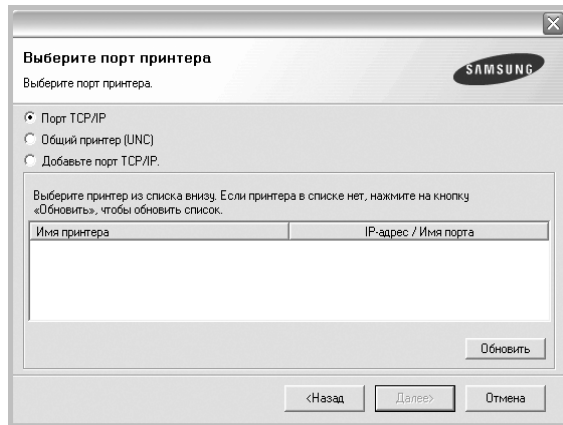 Выберите порт принтера
Выберите порт принтера.
SAMSUNG
Порт TCP/IP
Общий принтер (UNC)
Добавьте порт TCP/IP.
Выберите принтер из списка внизу. Если принтера в списке нет, нажмите на кнопку
«Обновить», чтобы обновить список.
Имя принтера IP-адрес / Имя порта
Обновить
<Назад Далее> Отмена